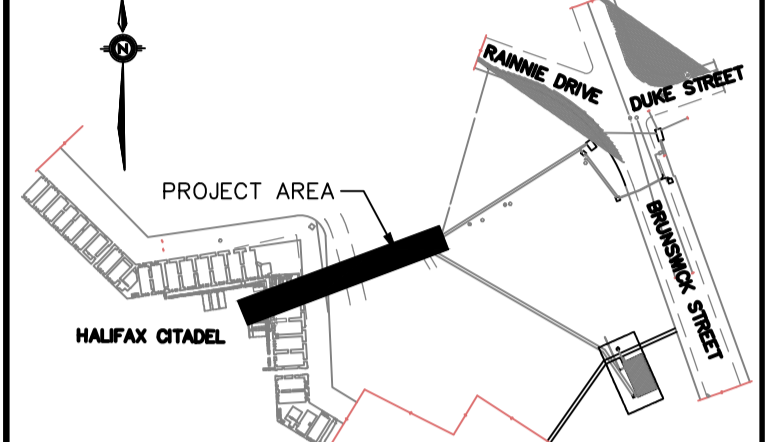 N
RAINNIE DRIVE
DUKE STREET
PROJECT AREA
BRUNSWICK STREET
HALIFAX CITADEL